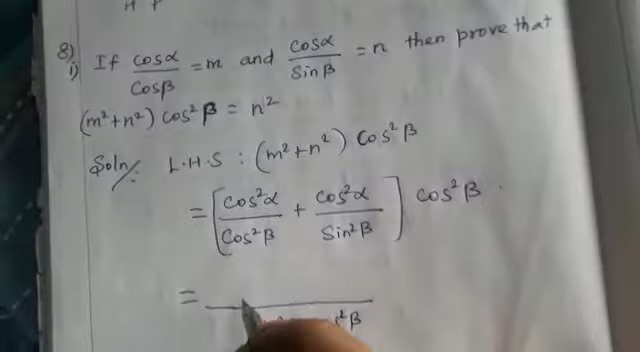 8)
i) If cosα/cosβ = m and cosα/sinβ = n then prove that
(m²+n²) cos²β = n²
Soln/: L.H.S : (m²+n²) cos²β
= [cos²α/cos²β + cos²α/sin²β] cos²β
=
²β